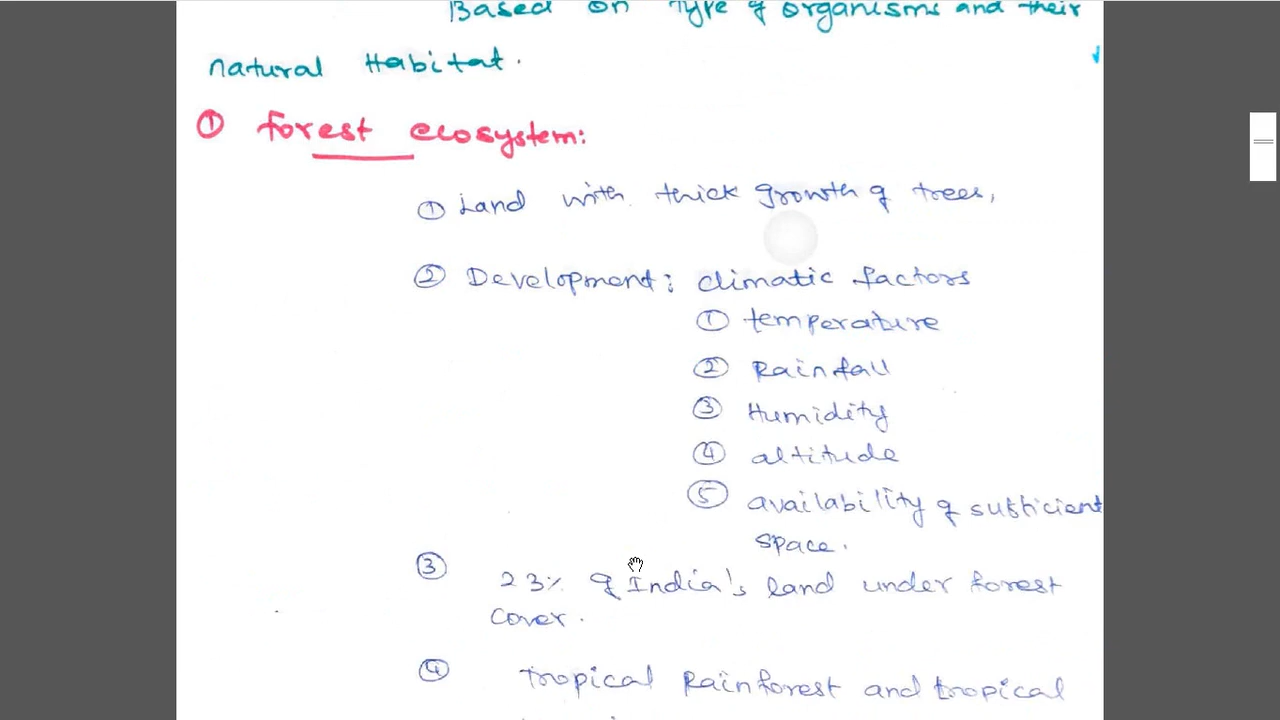 Based on Type of organisms and their
natural Habitat.
① forest ecosystem:
① Land with thick growth of trees,
② Development: climatic factors
① temperature
② Rainfall
③ Humidity
④ altitude
⑤ availability of sufficient
space.
③ 23% of India's land under forest
cover.
④ tropical Rainforest and tropical